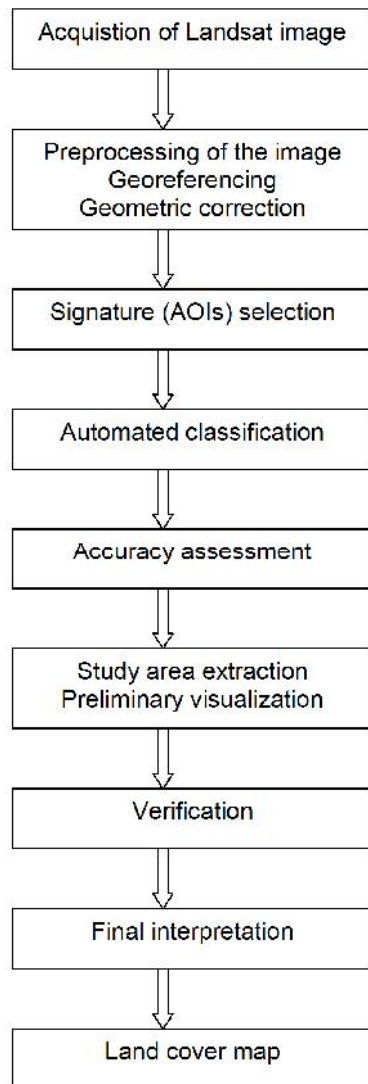 Acquistion of Landsat image
Preprocessing of the image
Georeferencing
Geometric correction
Signature (AOIs) selection
Automated classification
Accuracy assessment
Study area extraction
Preliminary visualization
Verification
Final interpretation
Land cover map